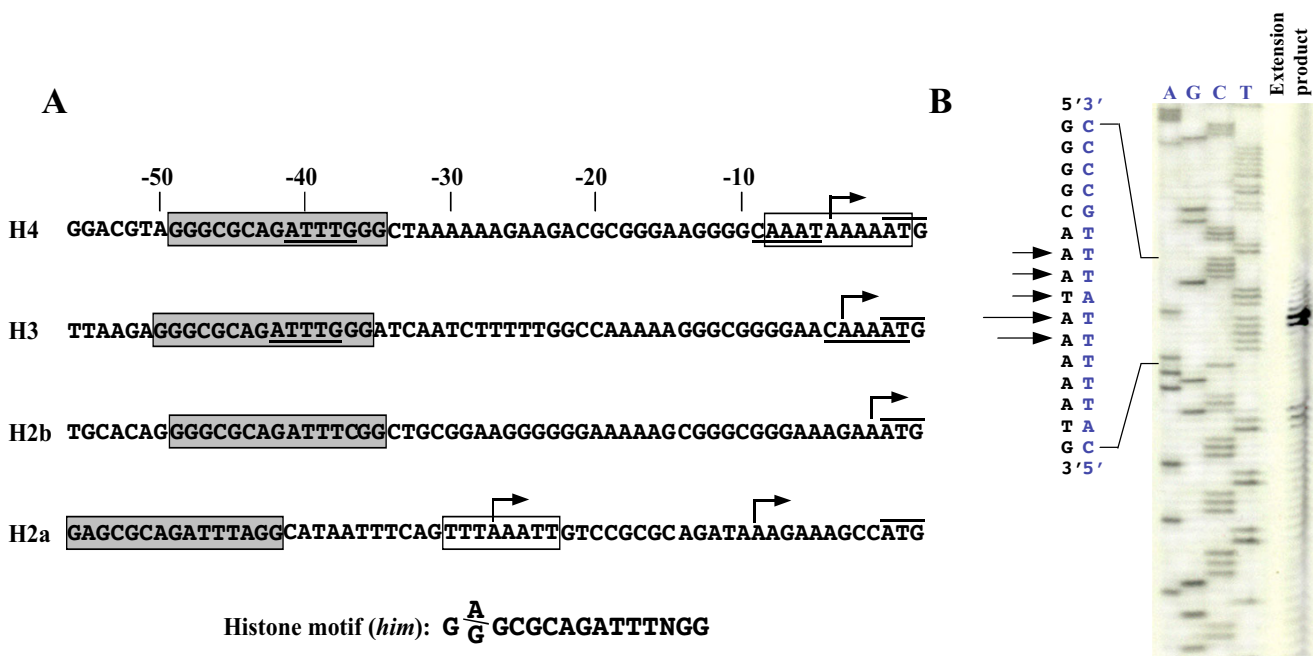 A
-50 -40 -30 -20 -10
H4 GGACGTAGGGCGCAGATTTGGGCTAAAAAAGAAGACGCGGGAAGGGGCAAATAAAAATG
H3 TTAAGAGGGCGCAGATTTGGGATCAATCTTTTTGGCCAAAAAGGGCGGGGAACAAAATG
H2b TGCACAGGGGCGCAGATTTCGGCTGCGGAAGGGGGGAAAAAGCGGGCGGGAAAGAAATG
H2a GAGCGCAGATTTAGGCATAATTTCAGTTTAAATTGTCCGCGCAGATAAAGAAAGCCATG
Histone motif (him): G A/G GCGCAGATTTNGG
B
5′3′
G C
G C
G C
G C
C G
A T
A T
A T
T A
A T
A T
A T
A T
A T
T A
G C
3′5′
A G C T
Extension
product